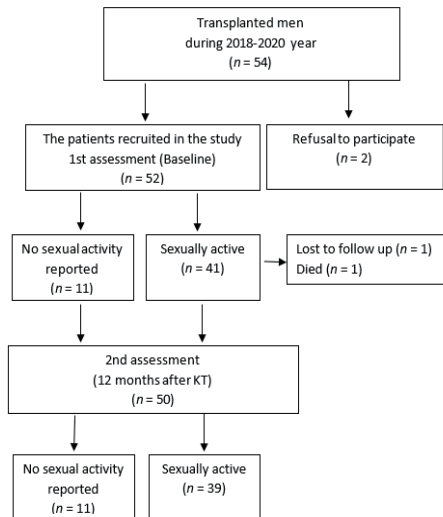 Transplanted men
during 2018-2020 year
(n = 54)
The patients recruited in the study
1st assessment (Baseline)
(n = 52)
Refusal to participate
(n = 2)
No sexual activity
reported
(n = 11)
Sexually active
(n = 41)
Lost to follow up (n = 1)
Died (n = 1)
2nd assessment
(12 months after KT)
(n = 50)
No sexual activity
reported
(n = 11)
Sexually active
(n = 39)